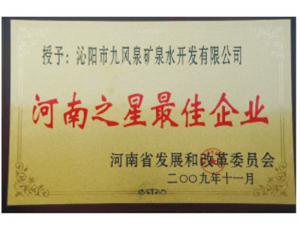 授予：沁阳市九风泉矿泉水开发有限公司
河南之星最佳企业
河南省发展和改革委员会
二〇〇九年十一月